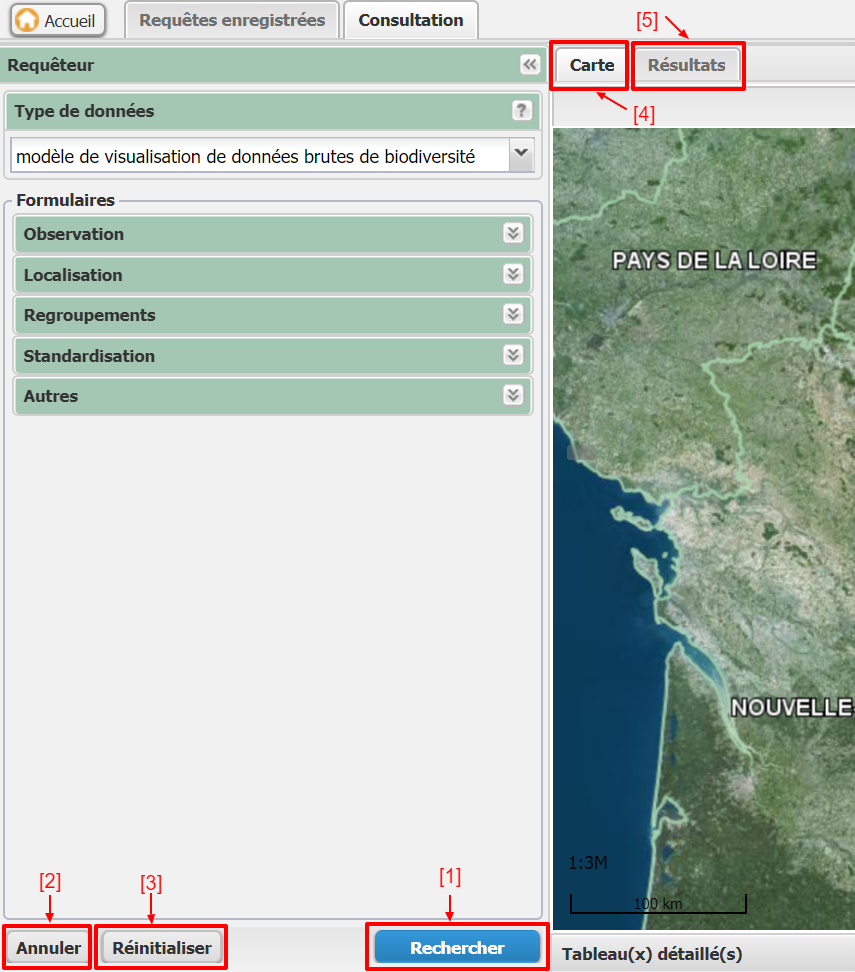 Accueil
Requêtes enregistrées
Consultation
[5]
Requêteur
Carte
Résultats
[4]
Type de données
?
modèle de visualisation de données brutes de biodiversité
Formulaires
Observation
Localisation
Regroupements
Standardisation
Autres
PAYS DE LA LOIRE
NOUVELLE-
1:3M
100 km
[2]
[3]
[1]
Annuler
Réinitialiser
Rechercher
Tableau(x) détaillé(s)